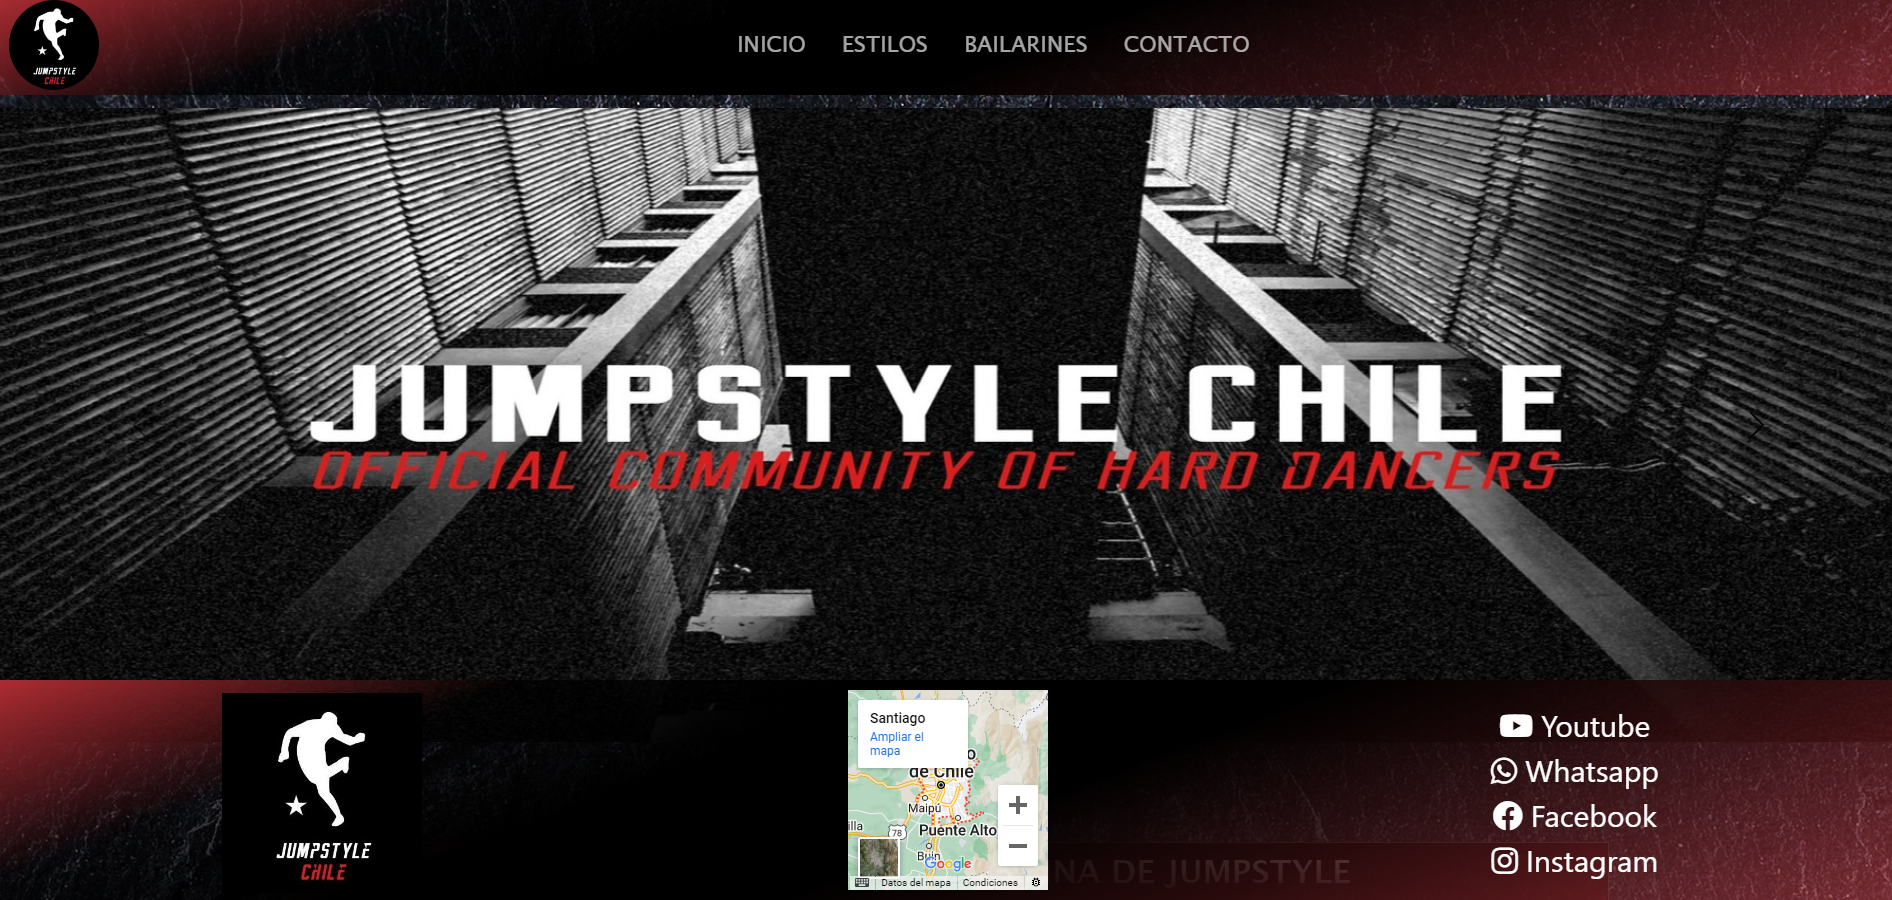 JUMPSTYLE
CHILE
INICIO ESTILOS BAILARINES CONTACTO
JUMPSTYLE CHILE
OFFICIAL COMMUNITY OF HARD DANCERS
JUMPSTYLE
CHILE
Santiago
Ampliar el
mapa
de Chile
Maipú
Puente Alto
78
Buin
Google
Datos del mapa Condiciones
NA DE JUMPSTYLE
Youtube
Whatsapp
Facebook
Instagram